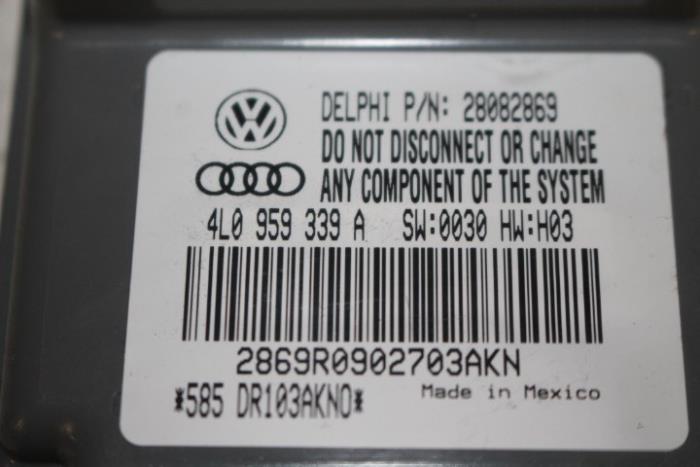 DELPHI P/N: 28082869
DO NOT DISCONNECT OR CHANGE
ANY COMPONENT OF THE SYSTEM
4L0 959 339 A SW:0030 HW:H03
2869R0902703AKN
*585 DR103AKNO* Made in Mexico